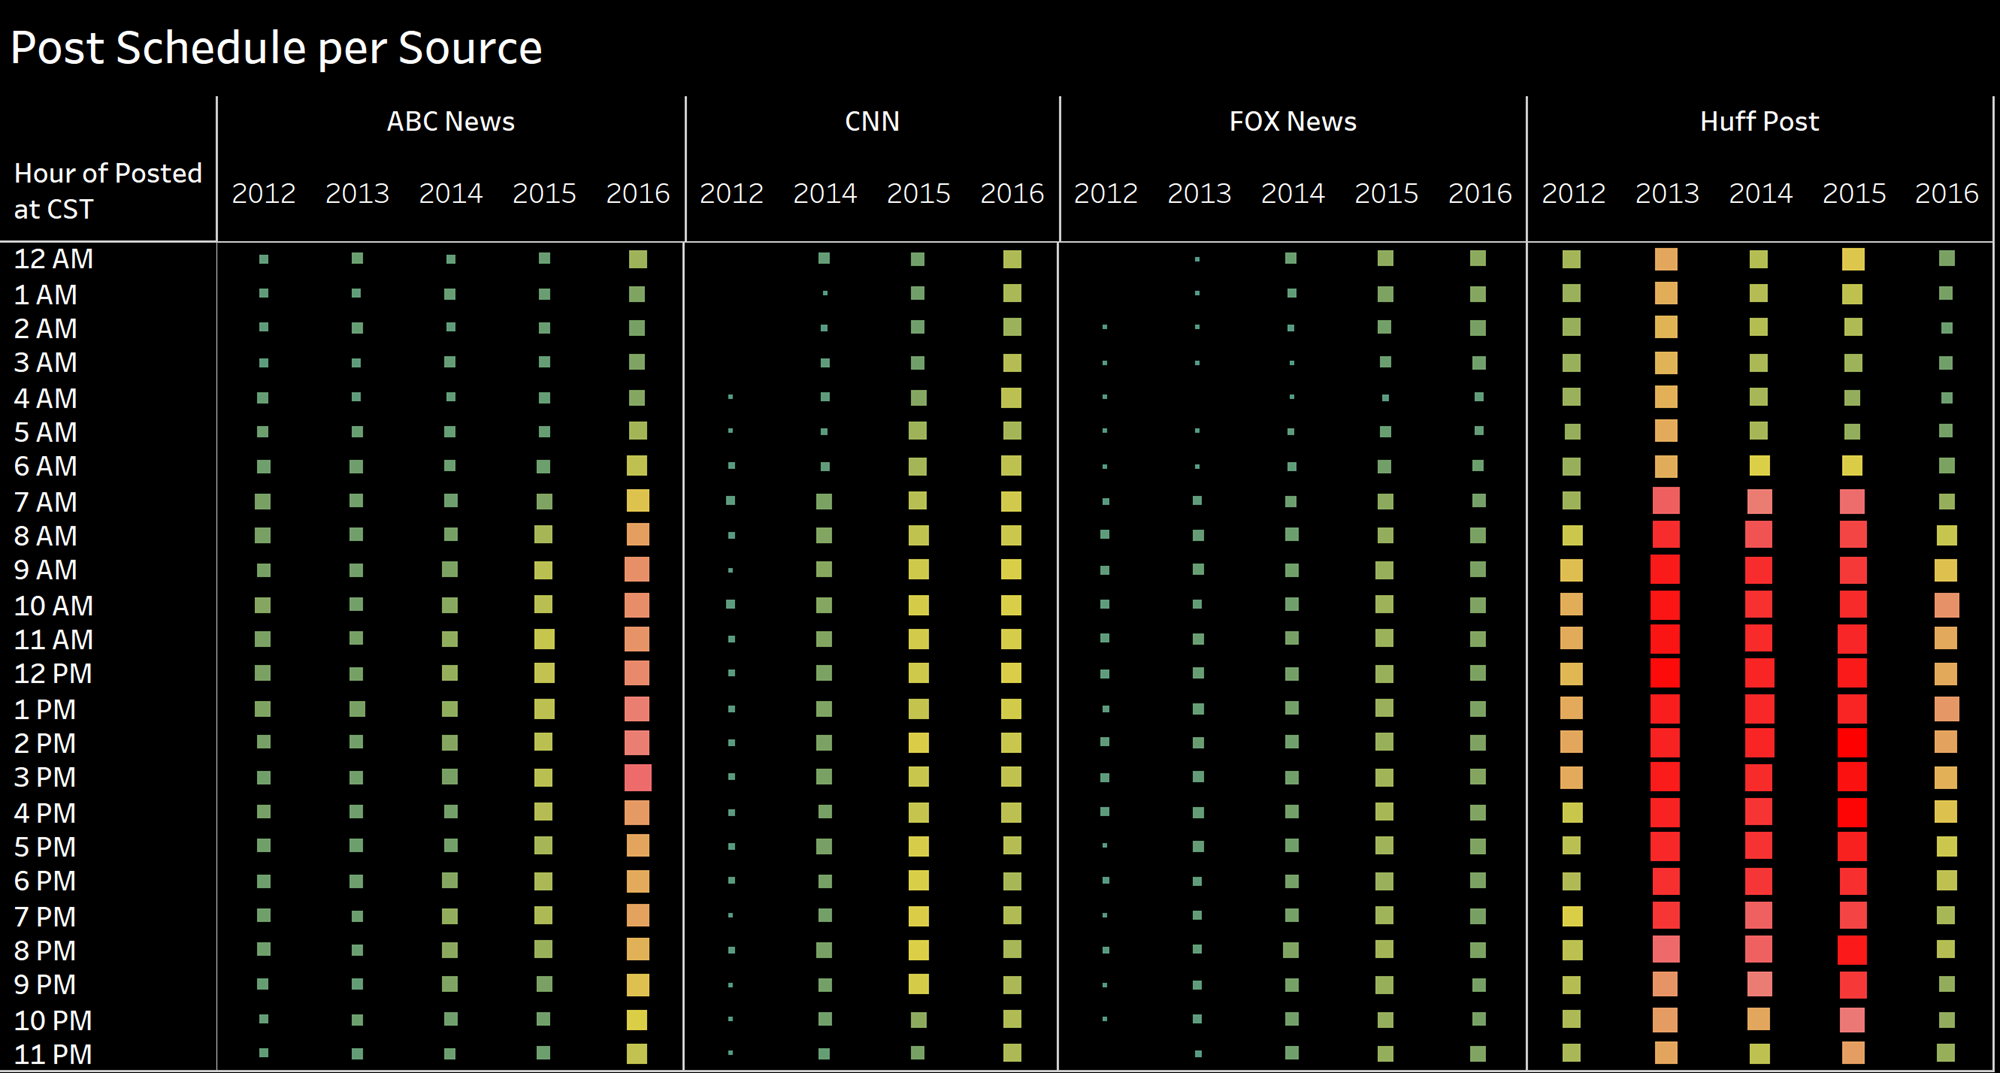 Post Schedule per Source
ABC News CNN FOX News Huff Post
Hour of Posted
at CST
2012 2013 2014 2015 2016 2012 2014 2015 2016 2012 2013 2014 2015 2016 2012 2013 2014 2015 2016
12 AM
1 AM
2 AM
3 AM
4 AM
5 AM
6 AM
7 AM
8 AM
9 AM
10 AM
11 AM
12 PM
1 PM
2 PM
3 PM
4 PM
5 PM
6 PM
7 PM
8 PM
9 PM
10 PM
11 PM